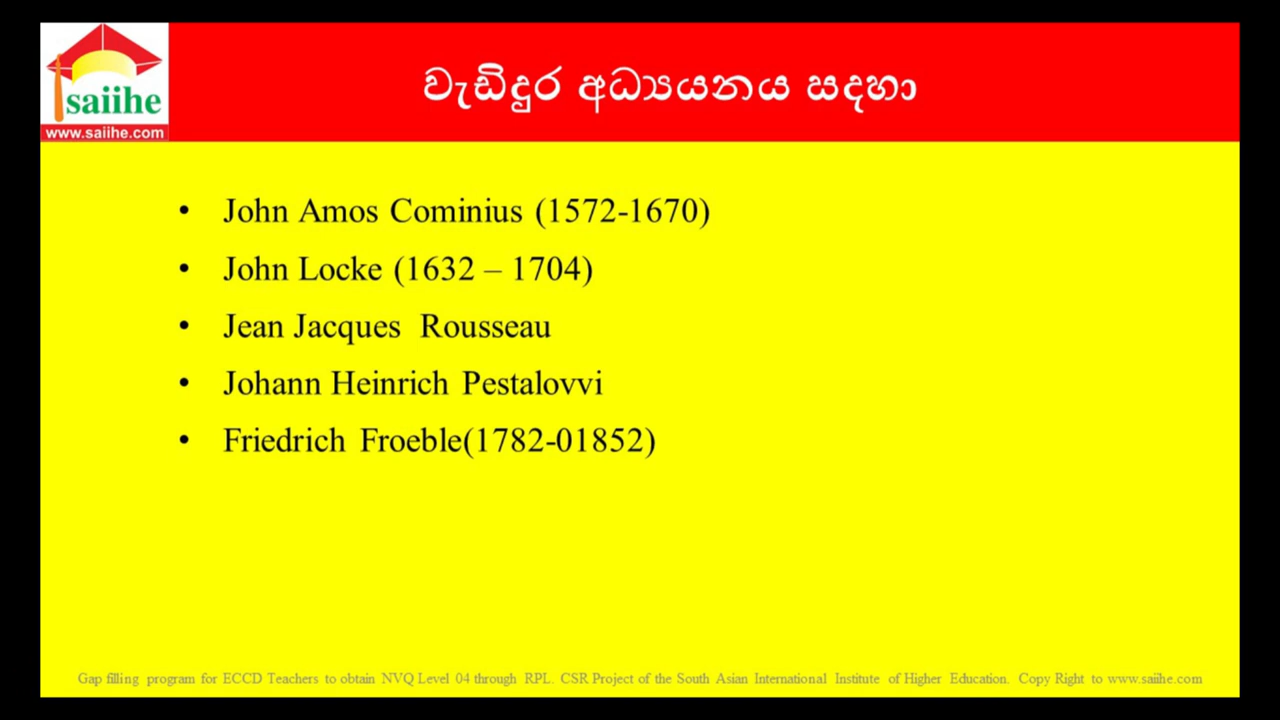 saiihe
www.saiihe.com
වැඩිදුර අධ්‍යයනය සදහා
• John Amos Cominius (1572-1670)
• John Locke (1632 – 1704)
• Jean Jacques Rousseau
• Johann Heinrich Pestalovvi
• Friedrich Froeble(1782-01852)
Gap filling program for ECCD Teachers to obtain NVQ Level 04 through RPL. CSR Project of the South Asian International Institute of Higher Education. Copy Right to www.saiihe.com